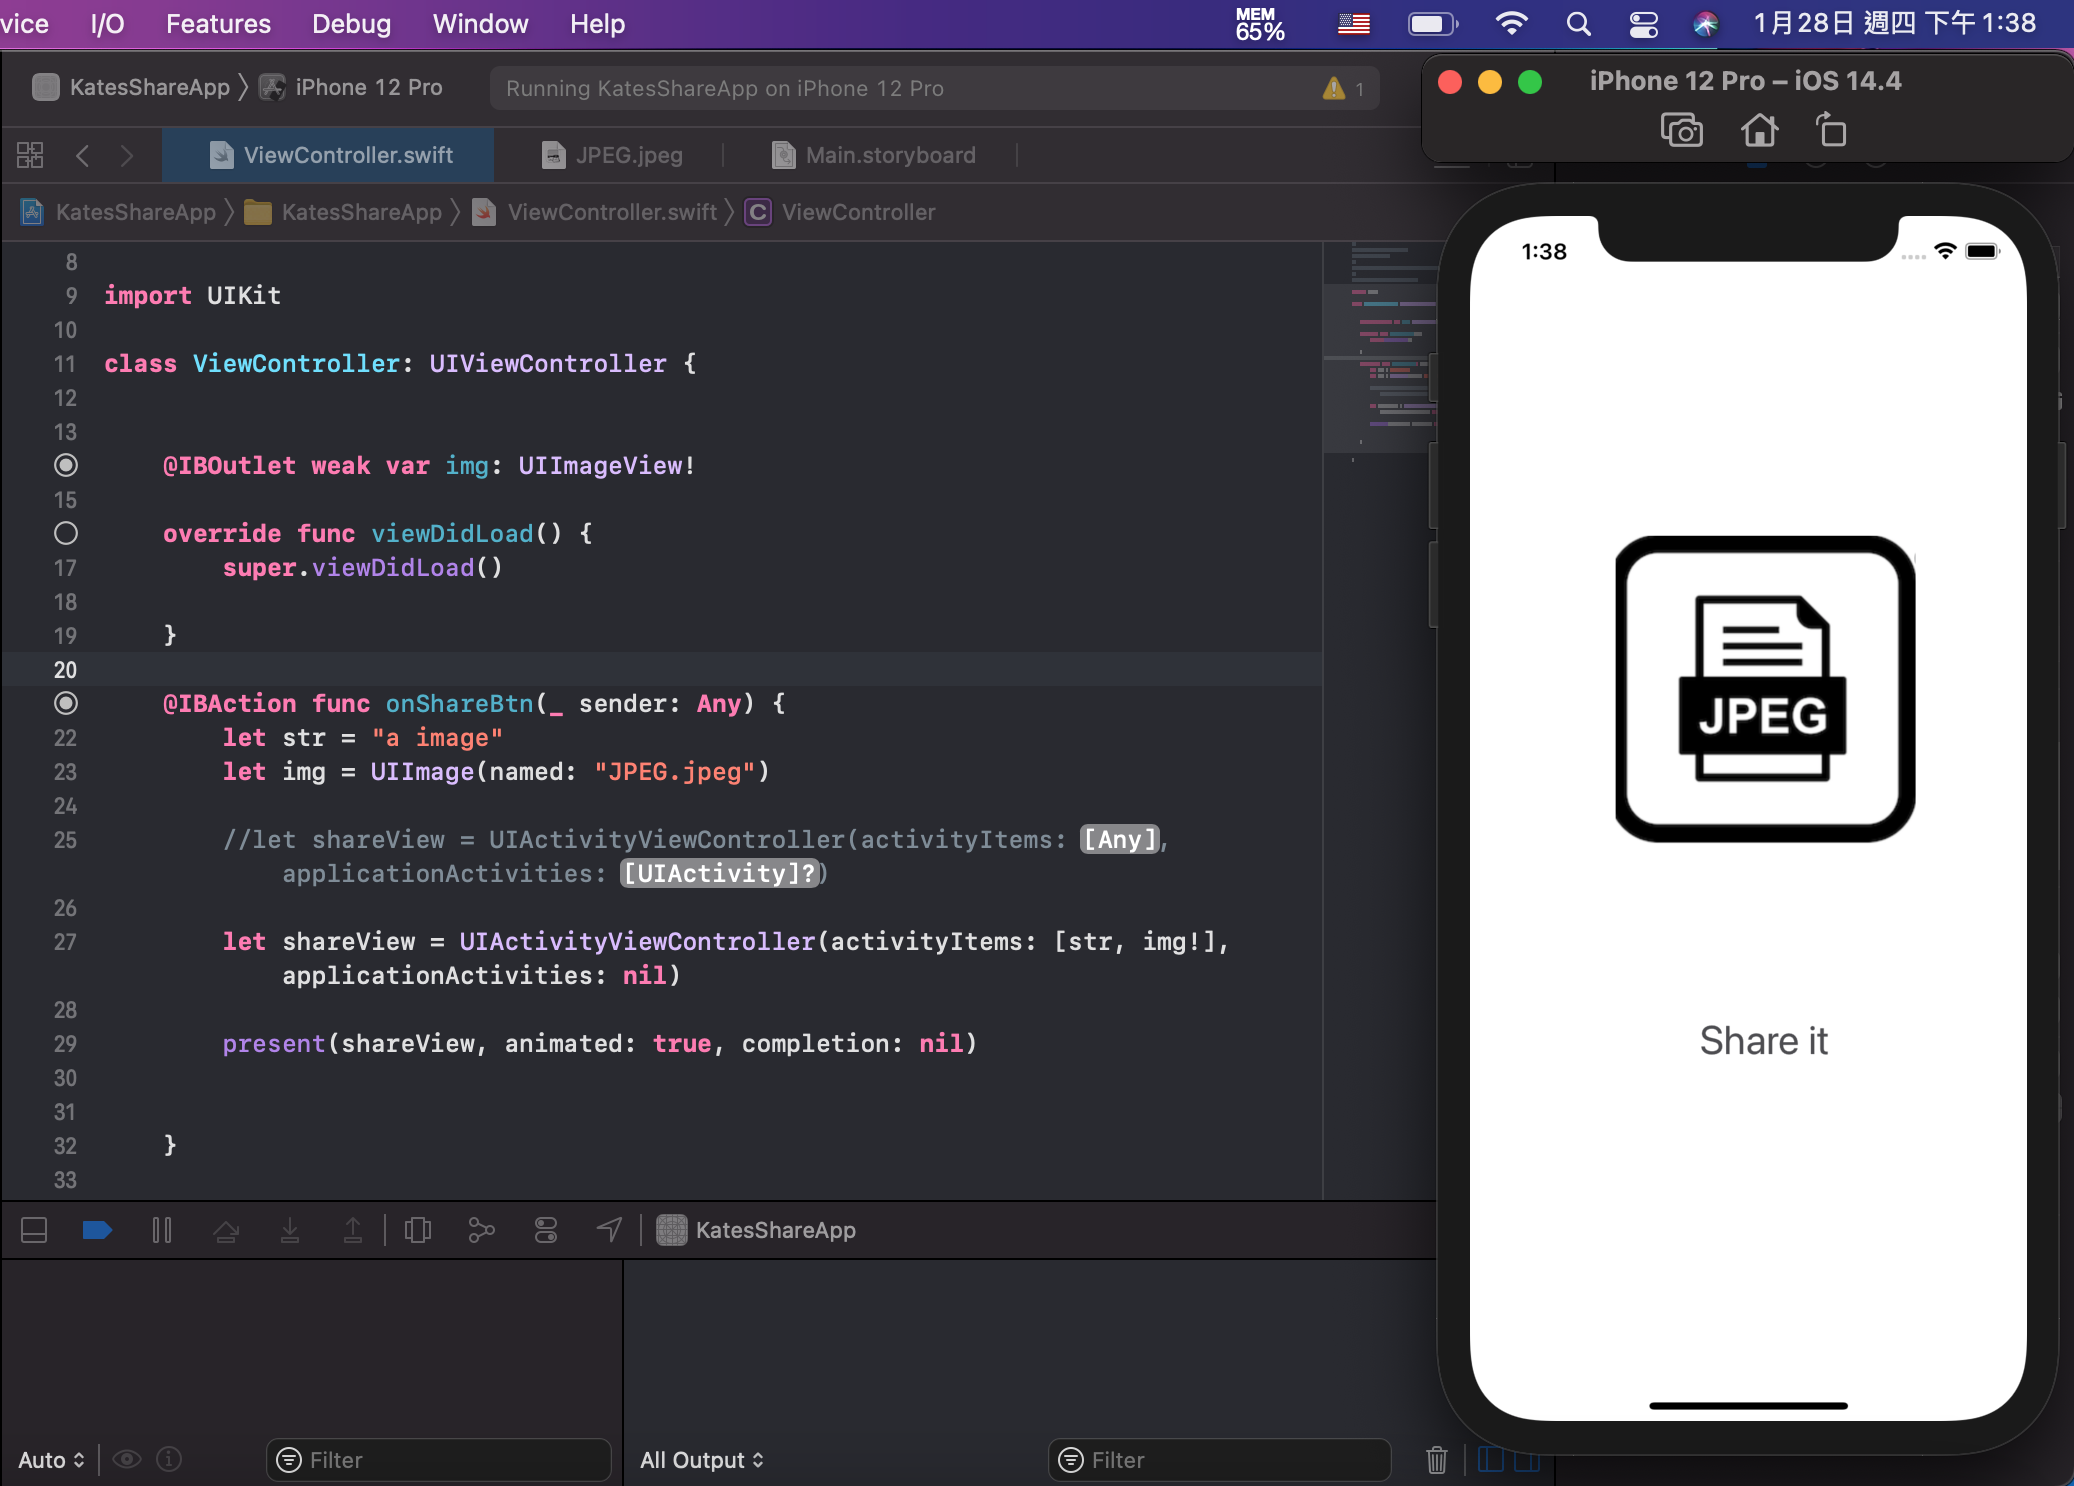 vice I/O Features Debug Window Help MEM 65% 1月28日 週四 下午1:38
KatesShareApp iPhone 12 Pro Running KatesShareApp on iPhone 12 Pro 1
ViewController.swift JPEG.jpeg Main.storyboard
KatesShareApp KatesShareApp ViewController.swift C ViewController
8
9 import UIKit
10
11 class ViewController: UIViewController {
12
13
@IBOutlet weak var img: UIImageView!
15
override func viewDidLoad() {
17 super.viewDidLoad()
18
19 }
20
@IBAction func onShareBtn(_ sender: Any) {
22 let str = "a image"
23 let img = UIImage(named: "JPEG.jpeg")
24
25 //let shareView = UIActivityViewController(activityItems: [Any],
applicationActivities: [UIActivity]?)
26
27 let shareView = UIActivityViewController(activityItems: [str, img!],
applicationActivities: nil)
28
29 present(shareView, animated: true, completion: nil)
30
31
32 }
33
KatesShareApp
Auto Filter All Output Filter
iPhone 12 Pro – iOS 14.4
1:38
JPEG
Share it